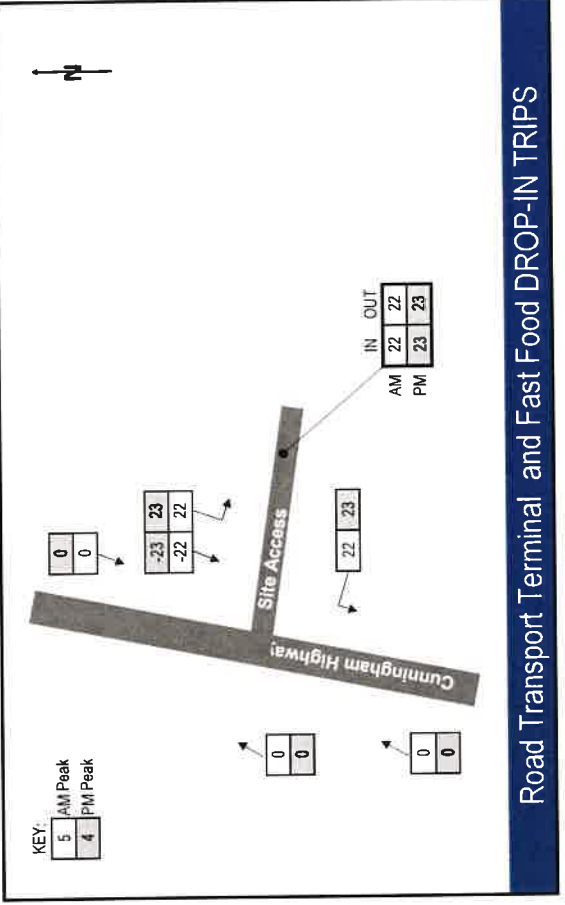 KEY:
5 AM Peak
4 PM Peak
N
0
0
-23 23
-22 22
Site Access
Cunningham Highwa
22 23
IN OUT
AM 22 22
PM 23 23
0
0
0
0
Road Transport Terminal and Fast Food DROP-IN TRIPS